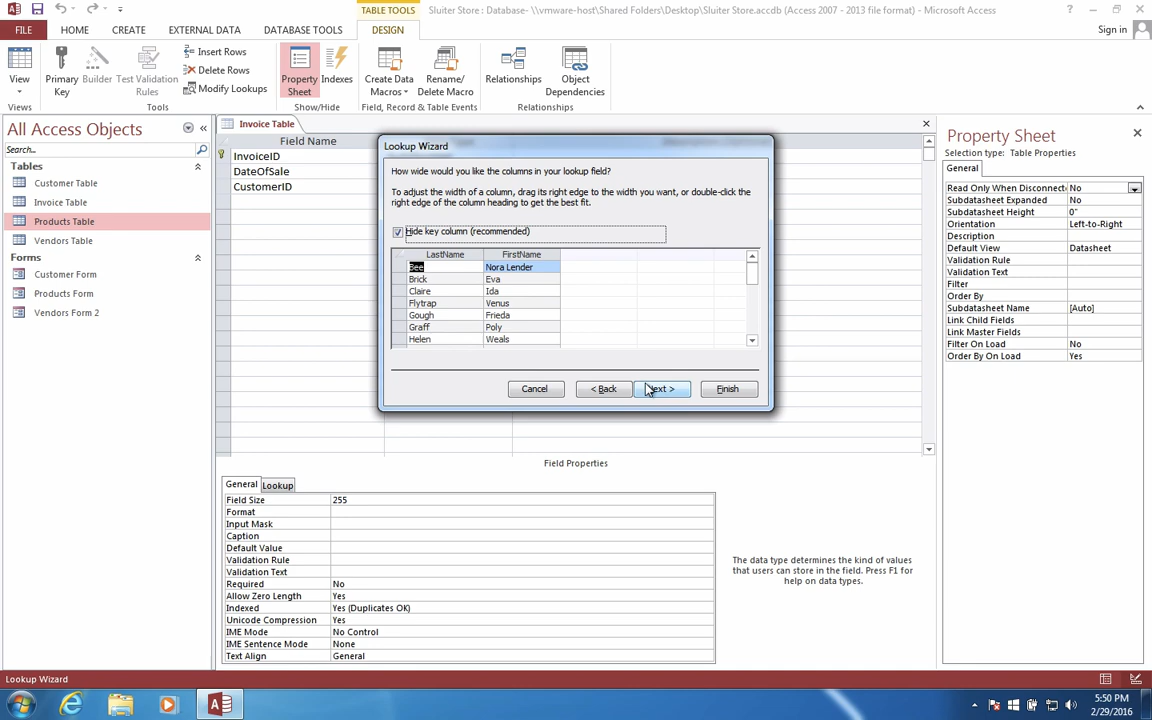 TABLE TOOLS
Sluiter Store : Database- \\vmware-host\Shared Folders\Desktop\Sluiter Store.accdb (Access 2007 - 2013 file format) - Microsoft Access
FILE HOME CREATE EXTERNAL DATA DATABASE TOOLS DESIGN Sign in
View
Primary Key
Builder
Test Validation Rules
Insert Rows
Delete Rows
Modify Lookups
Property Sheet
Indexes
Create Data Macros
Rename/ Delete Macro
Relationships
Object Dependencies
Views Tools Show/Hide Field, Record & Table Events Relationships
All Access Objects
Search...
Tables
Customer Table
Invoice Table
Products Table
Vendors Table
Forms
Customer Form
Products Form
Vendors Form 2
Invoice Table
Field Name
InvoiceID
DateOfSale
CustomerID
Lookup Wizard
How wide would you like the columns in your lookup field?
To adjust the width of a column, drag its right edge to the width you want, or double-click the
right edge of the column heading to get the best fit.
Hide key column (recommended)
LastName FirstName
Bee Nora Lender
Brick Eva
Claire Ida
Flytrap Venus
Gough Frieda
Graff Poly
Helen Weals
Cancel < Back Next > Finish
Field Properties
General Lookup
Field Size 255
Format
Input Mask
Caption
Default Value
Validation Rule
Validation Text
Required No
Allow Zero Length Yes
Indexed Yes (Duplicates OK)
Unicode Compression Yes
IME Mode No Control
IME Sentence Mode None
Text Align General
The data type determines the kind of values
that users can store in the field. Press F1 for
help on data types.
Property Sheet
Selection type: Table Properties
General
Read Only When Disconnect No
Subdatasheet Expanded No
Subdatasheet Height 0"
Orientation Left-to-Right
Description
Default View Datasheet
Validation Rule
Validation Text
Filter
Order By
Subdatasheet Name [Auto]
Link Child Fields
Link Master Fields
Filter On Load No
Order By On Load Yes
Lookup Wizard
5:50 PM
2/29/2016